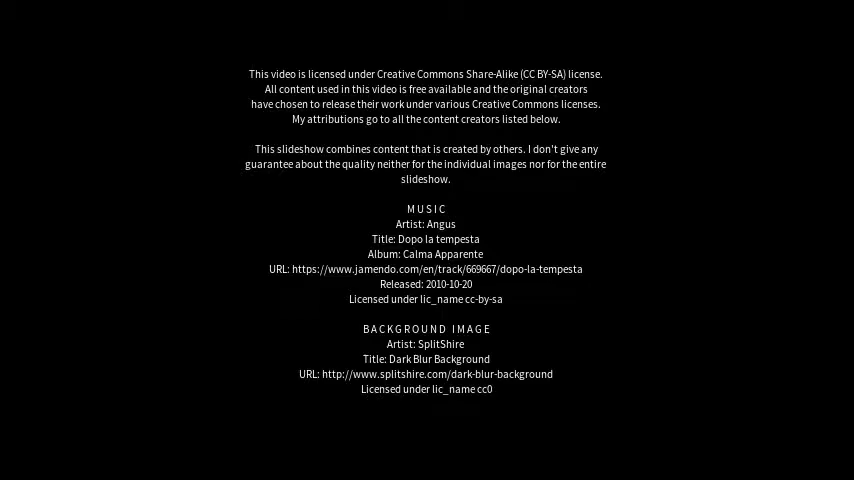 This video is licensed under Creative Commons Share-Alike (CC BY-SA) license.
All content used in this video is free available and the original creators
have chosen to release their work under various Creative Commons licenses.
My attributions go to all the content creators listed below.
This slideshow combines content that is created by others. I don't give any
guarantee about the quality neither for the individual images nor for the entire
slideshow.
MUSIC
Artist: Angus
Title: Dopo la tempesta
Album: Calma Apparente
URL: https://www.jamendo.com/en/track/669667/dopo-la-tempesta
Released: 2010-10-20
Licensed under lic_name cc-by-sa
BACKGROUND IMAGE
Artist: SplitShire
Title: Dark Blur Background
URL: http://www.splitshire.com/dark-blur-background
Licensed under lic_name cc0